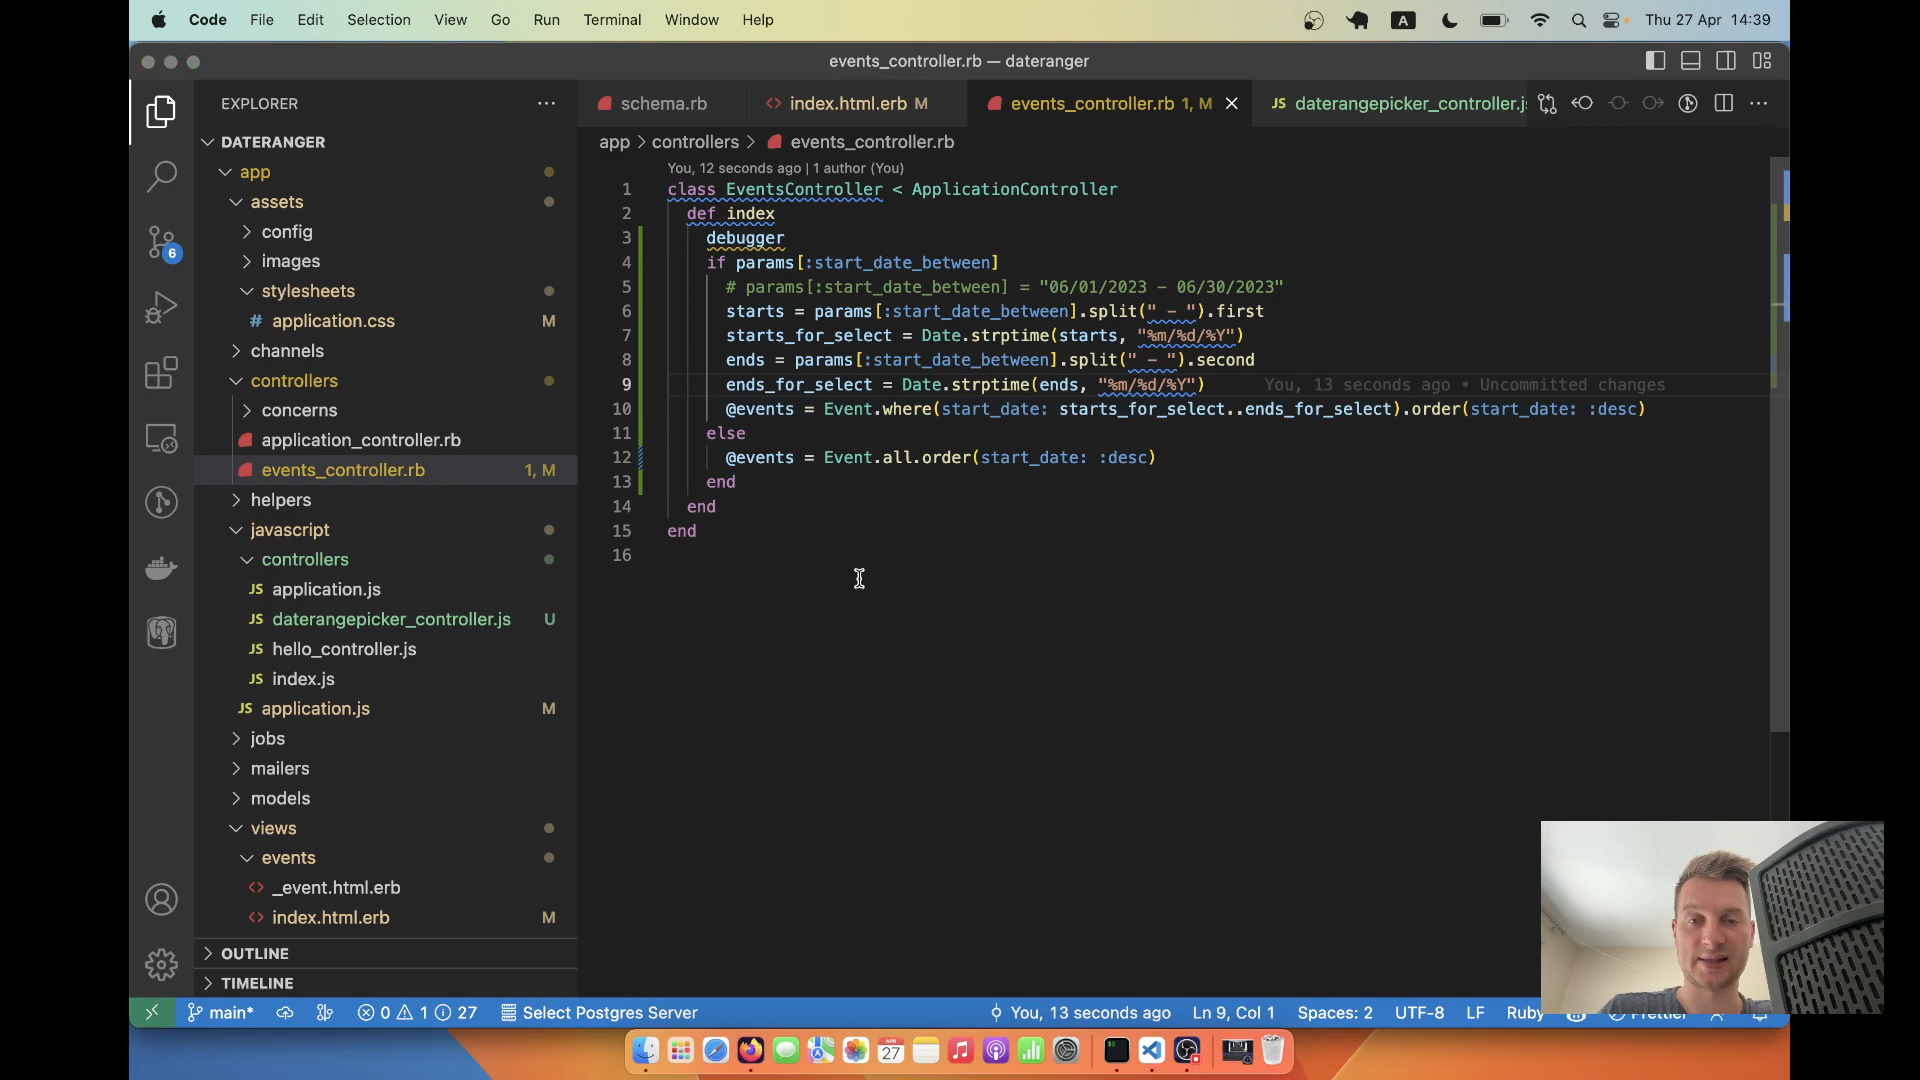 Code File Edit Selection View Go Run Terminal Window Help A Thu 27 Apr 14:39
events_controller.rb — dateranger
EXPLORER
DATERANGER
app
assets
config
images
stylesheets
# application.css M
channels
controllers
concerns
application_controller.rb
events_controller.rb 1, M
helpers
javascript
controllers
JS application.js
JS daterangepicker_controller.js U
JS hello_controller.js
JS index.js
JS application.js M
jobs
mailers
models
views
events
<> _event.html.erb
<> index.html.erb M
OUTLINE
TIMELINE
6
schema.rb <> index.html.erb M events_controller.rb 1, M JS daterangepicker_controller.js
app > controllers > events_controller.rb
You, 12 seconds ago | 1 author (You)
1 class EventsController < ApplicationController
2 def index
3 debugger
4 if params[:start_date_between]
5 # params[:start_date_between] = "06/01/2023 - 06/30/2023"
6 starts = params[:start_date_between].split(" - ").first
7 starts_for_select = Date.strptime(starts, "%m/%d/%Y")
8 ends = params[:start_date_between].split(" - ").second
9 ends_for_select = Date.strptime(ends, "%m/%d/%Y") You, 13 seconds ago • Uncommitted changes
10 @events = Event.where(start_date: starts_for_select..ends_for_select).order(start_date: :desc)
11 else
12 @events = Event.all.order(start_date: :desc)
13 end
14 end
15 end
16
main* 0 1 27 Select Postgres Server You, 13 seconds ago Ln 9, Col 1 Spaces: 2 UTF-8 LF Ruby
APR
27